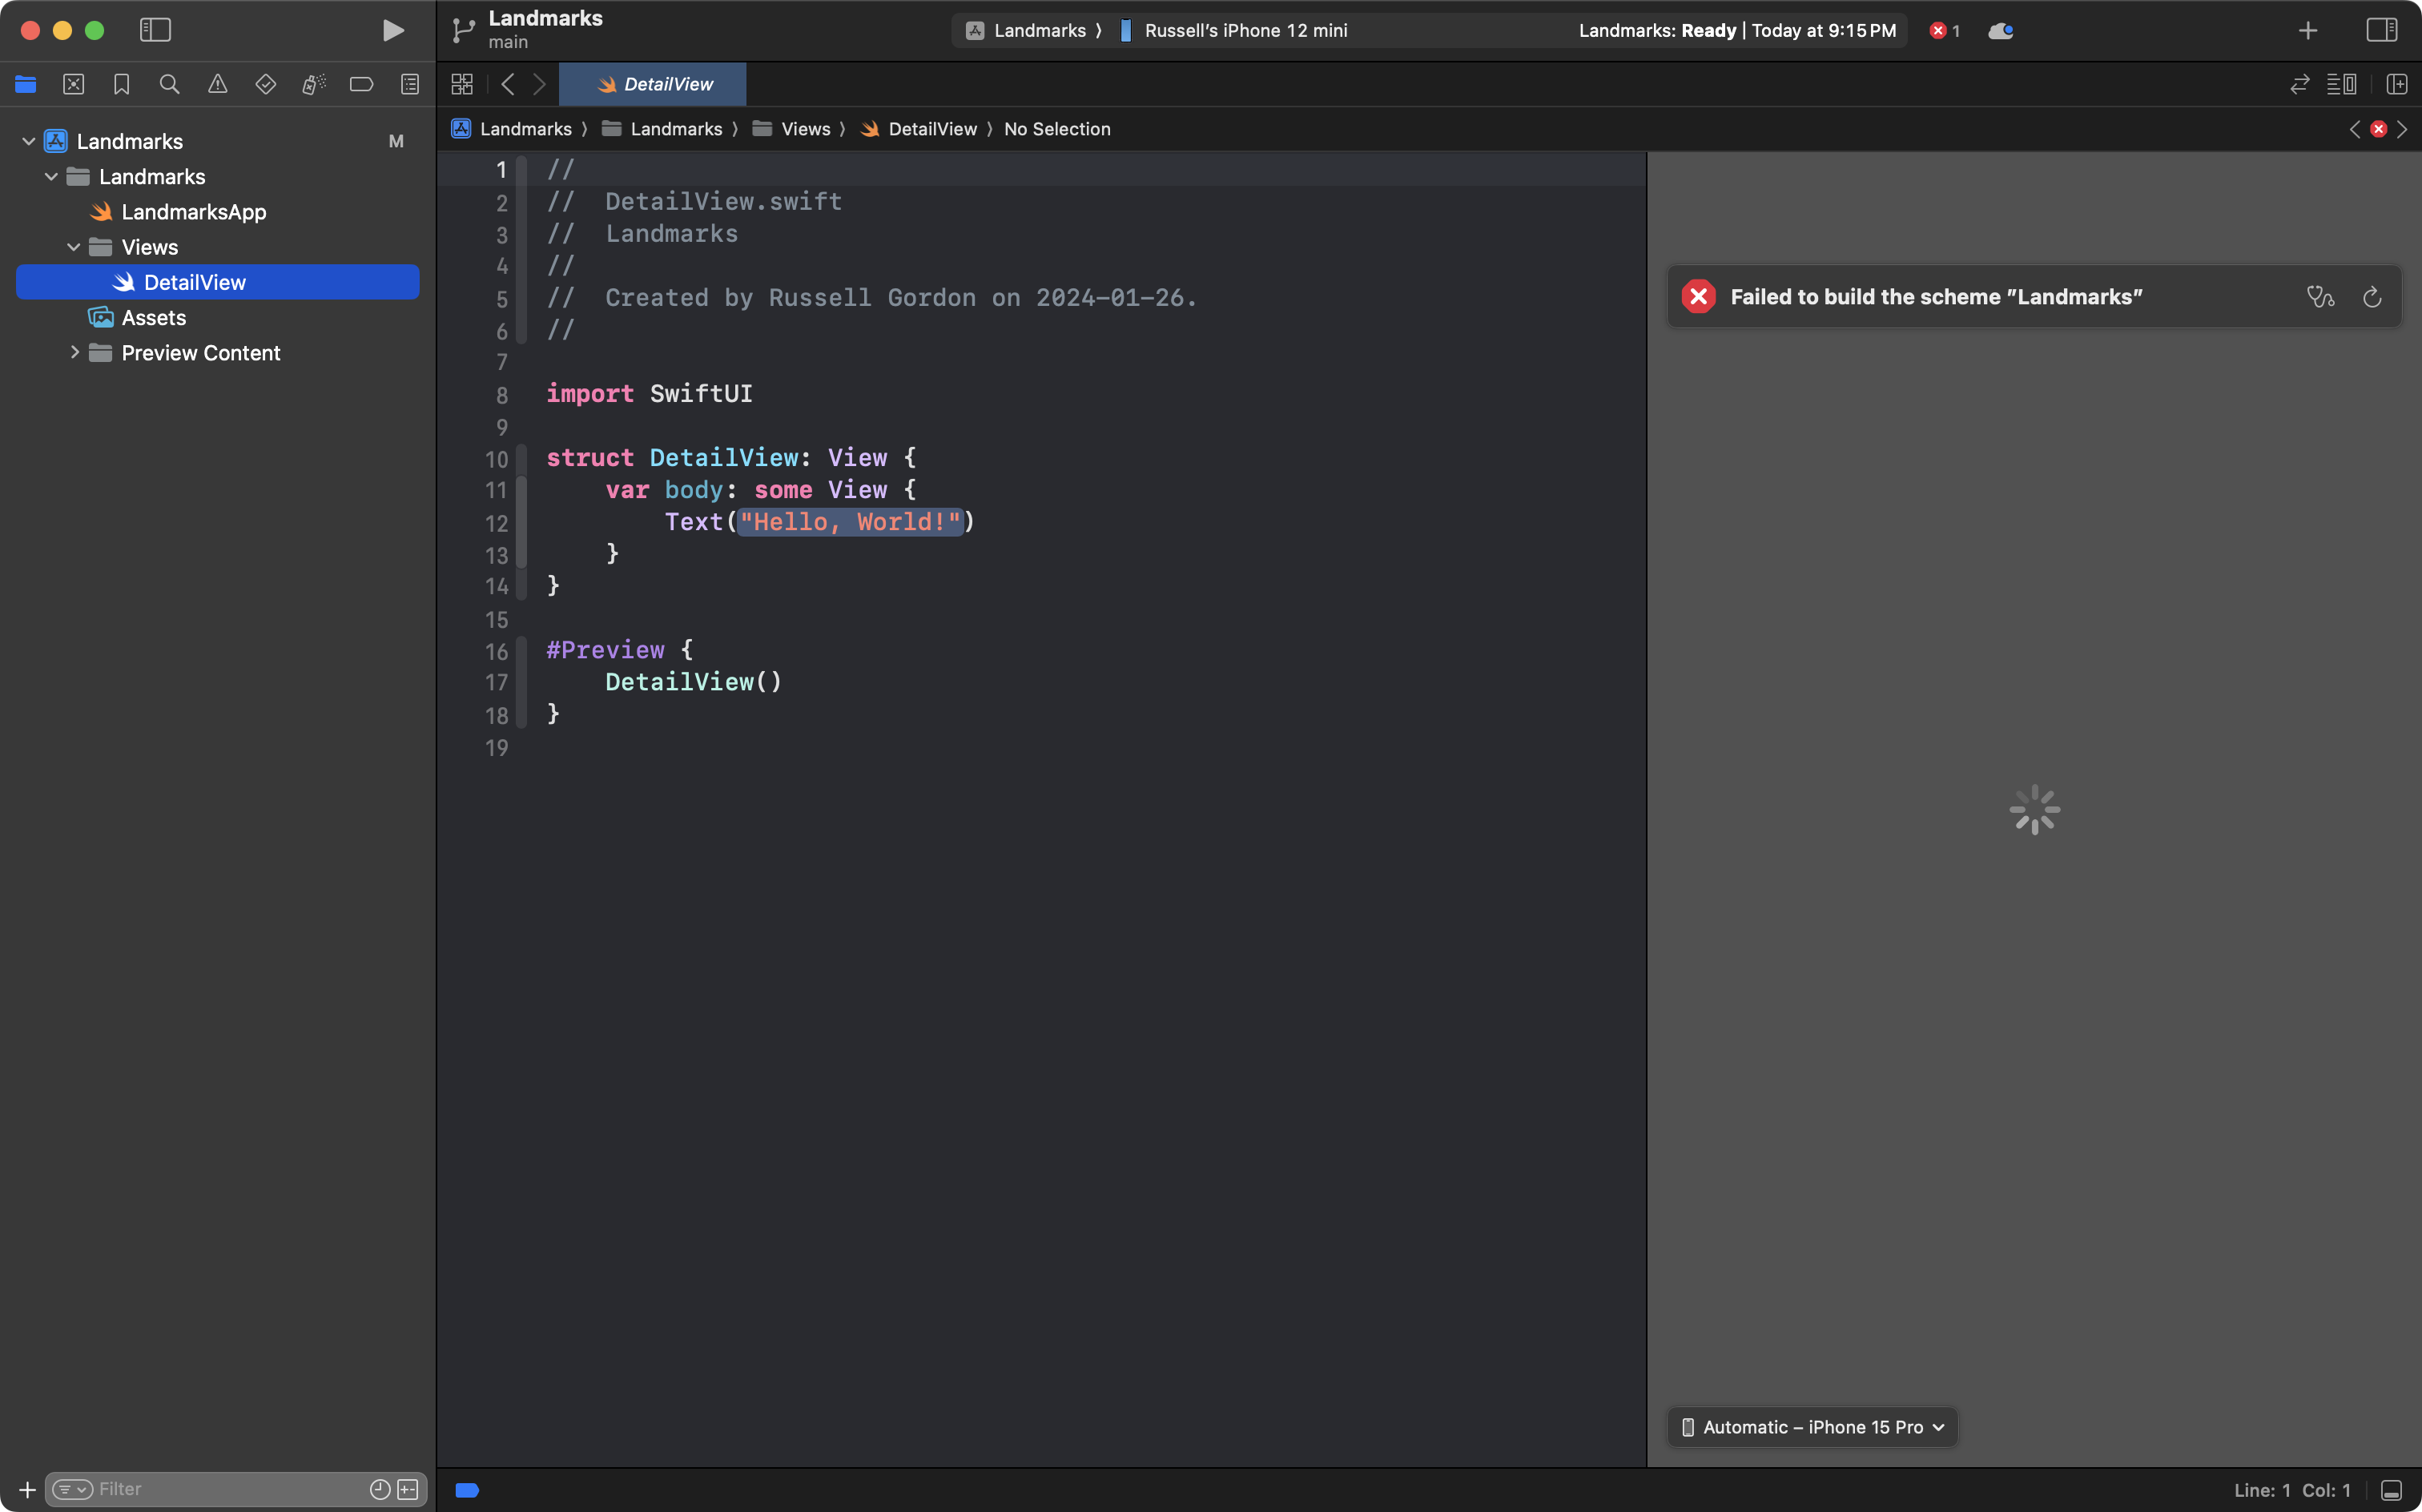 Landmarks
main
Landmarks ⟩ Russell’s iPhone 12 mini
Landmarks: Ready | Today at 9:15 PM
1
DetailView
Landmarks ⟩ Landmarks ⟩ Views ⟩ DetailView ⟩ No Selection
Landmarks M
Landmarks
LandmarksApp
Views
DetailView
Assets
Preview Content
Filter
1 //
2 //  DetailView.swift
3 //  Landmarks
4 //
5 //  Created by Russell Gordon on 2024-01-26.
6 //
7
8 import SwiftUI
9
10 struct DetailView: View {
11     var body: some View {
12         Text("Hello, World!")
13     }
14 }
15
16 #Preview {
17     DetailView()
18 }
19
Failed to build the scheme ”Landmarks”
Automatic – iPhone 15 Pro
Line: 1 Col: 1